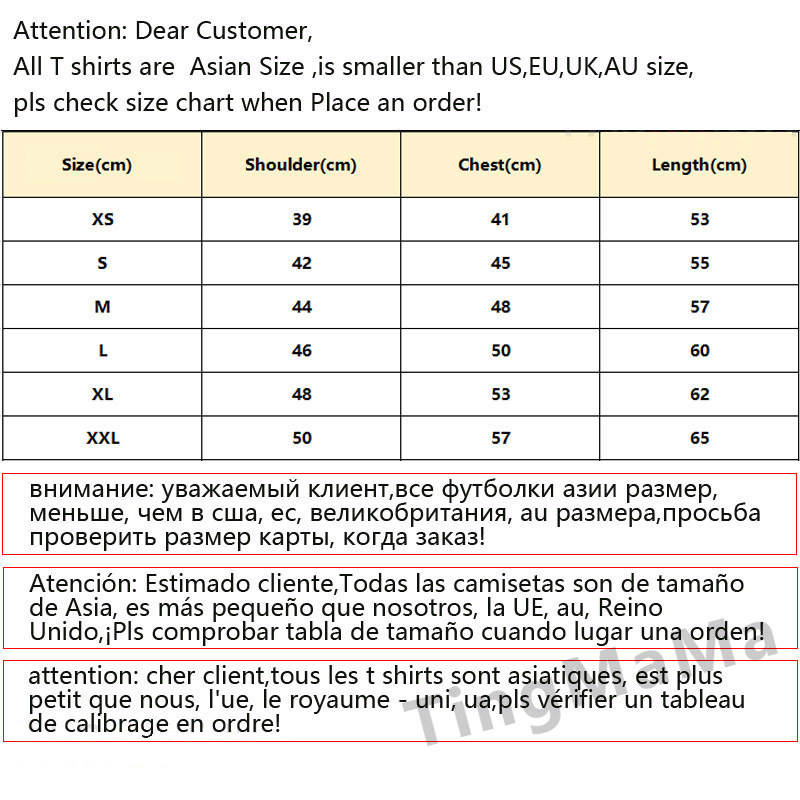 Attention: Dear Customer,
All T shirts are Asian Size ,is smaller than US,EU,UK,AU size,
pls check size chart when Place an order!
Size(cm) Shoulder(cm) Chest(cm) Length(cm)
XS 39 41 53
S 42 45 55
M 44 48 57
L 46 50 60
XL 48 53 62
XXL 50 57 65
внимание: уважаемый клиент,все футболки азии размер,
меньше, чем в сша, ес, великобритания, au размера,просьба
проверить размер карты, когда заказ!
Atención: Estimado cliente,Todas las camisetas son de tamaño
de Asia, es más pequeño que nosotros, la UE, au, Reino
Unido,¡Pls comprobar tabla de tamaño cuando lugar una orden!
attention: cher client,tous les t shirts sont asiatigues, est plus
petit que nous, l'ue, le royaume - uni, ua,pls vérifier un tableau
de calibrage en ordre!
TingMaMa